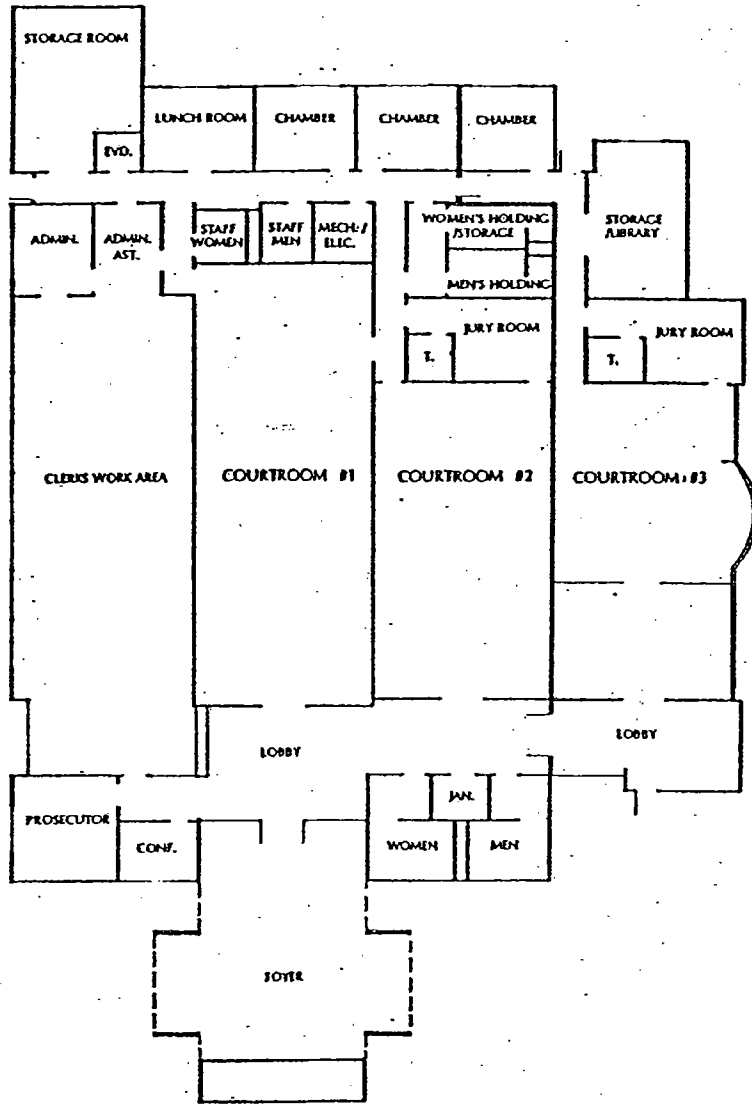 STORAGE ROOM
LUNCH ROOM
CHAMBER
CHAMBER
CHAMBER
EVD.
ADMIN.
ADMIN.
AST.
STAFF
WOMEN
STAFF
MEN
MECH. /
ELEC.
WOMEN'S HOLDING
/STORAGE
MEN'S HOLDING
STORAGE
/LIBRARY
JURY ROOM
T.
JURY ROOM
T.
CLERKS WORK AREA
COURTROOM #1
COURTROOM #2
COURTROOM #3
LOBBY
LOBBY
PROSECUTOR
CONF.
JAN.
WOMEN
MEN
FOYER